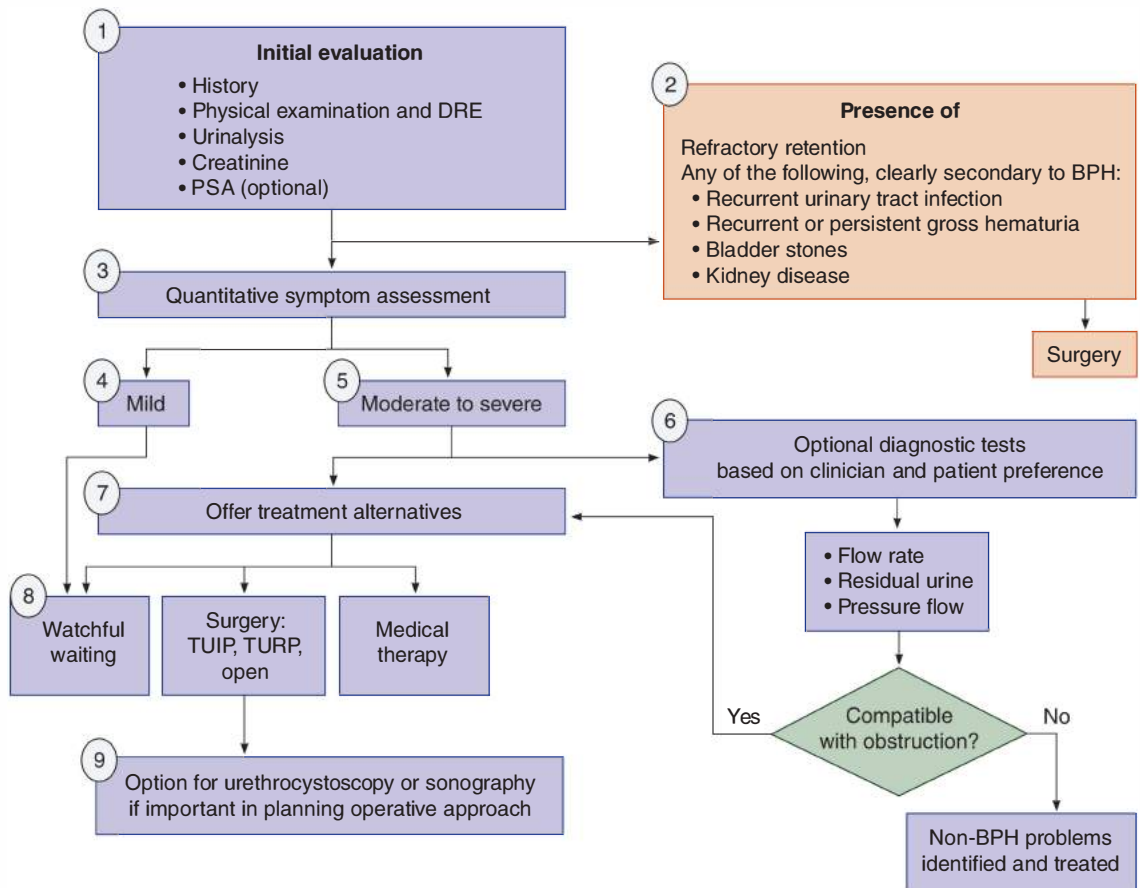 1
Initial evaluation
• History
• Physical examination and DRE
• Urinalysis
• Creatinine
• PSA (optional)
2
Presence of
Refractory retention
Any of the following, clearly secondary to BPH:
• Recurrent urinary tract infection
• Recurrent or persistent gross hematuria
• Bladder stones
• Kidney disease
Surgery
3
Quantitative symptom assessment
4
Mild
5
Moderate to severe
6
Optional diagnostic tests
based on clinician and patient preference
• Flow rate
• Residual urine
• Pressure flow
Compatible
with obstruction?
Yes
No
Non-BPH problems
identified and treated
7
Offer treatment alternatives
8
Watchful
waiting
Surgery:
TUIP, TURP,
open
Medical
therapy
9
Option for urethrocystoscopy or sonography
if important in planning operative approach